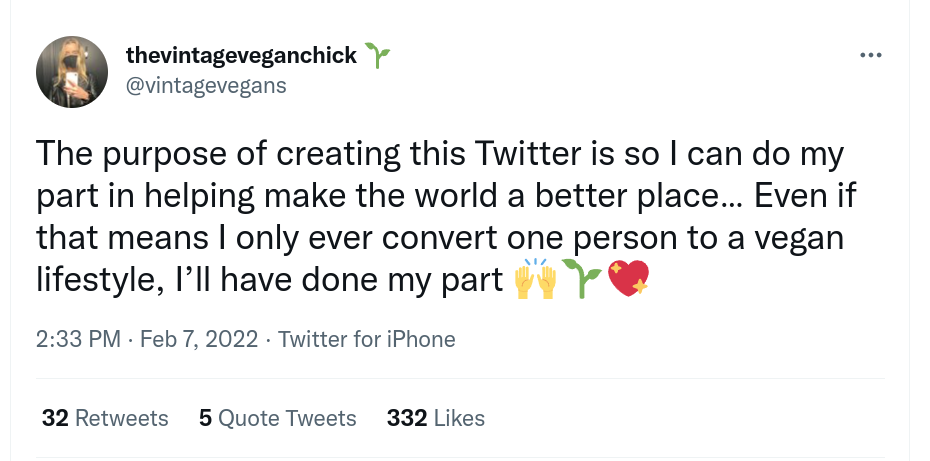 thevintageveganchick 🌱
@vintagevegans
The purpose of creating this Twitter is so I can do my
part in helping make the world a better place... Even if
that means I only ever convert one person to a vegan
lifestyle, I’ll have done my part 🙌🌱💖
2:33 PM · Feb 7, 2022 · Twitter for iPhone
32 Retweets 5 Quote Tweets 332 Likes